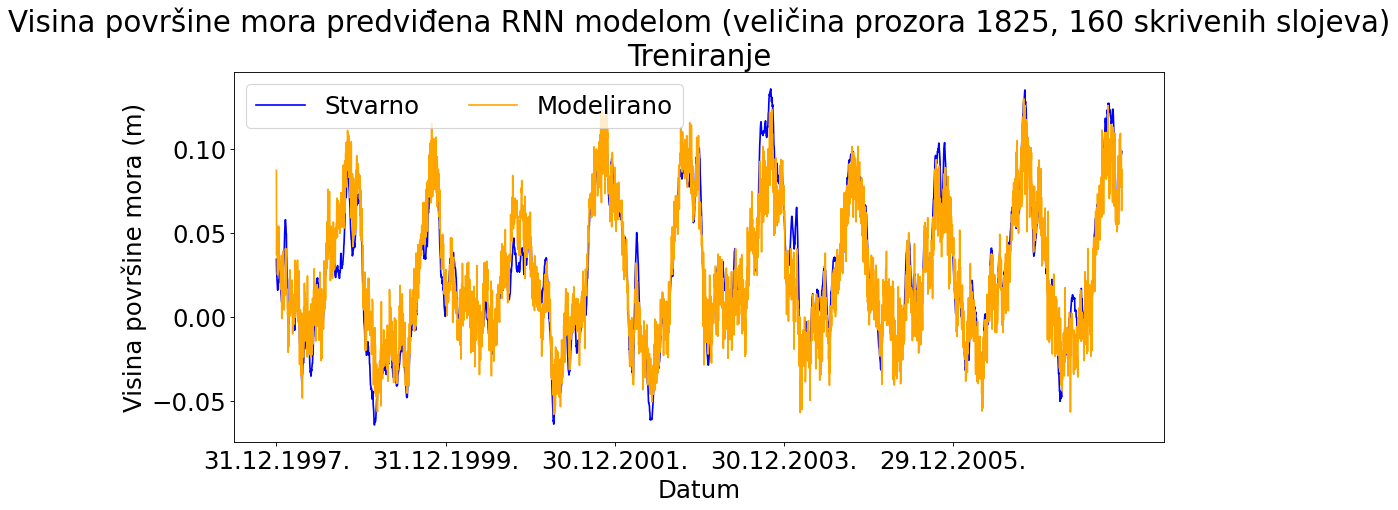 Visina površine mora predviđena RNN modelom (veličina prozora 1825, 160 skrivenih slojeva)
Treniranje
Stvarno Modelirano
Visina površine mora (m)
0.10
0.05
0.00
−0.05
31.12.1997. 31.12.1999. 30.12.2001. 30.12.2003. 29.12.2005.
Datum